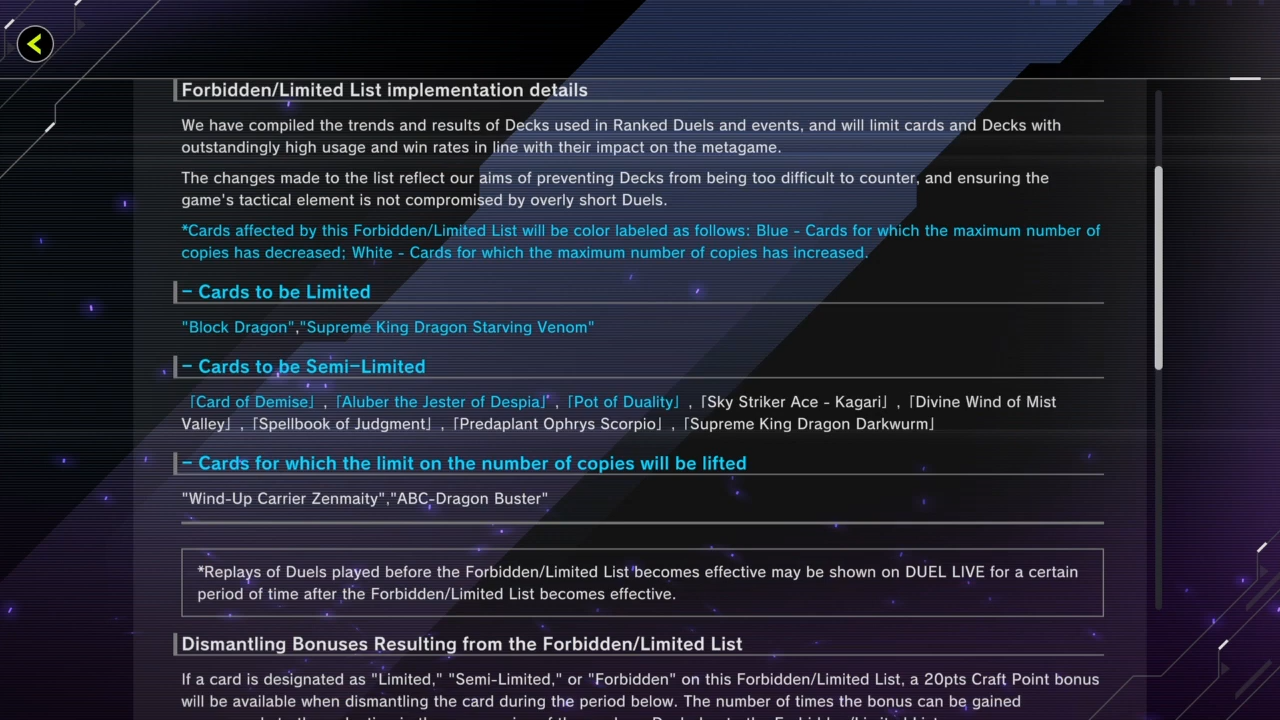 Forbidden/Limited List implementation details
We have compiled the trends and results of Decks used in Ranked Duels and events, and will limit cards and Decks with
outstandingly high usage and win rates in line with their impact on the metagame.
The changes made to the list reflect our aims of preventing Decks from being too difficult to counter, and ensuring the
game's tactical element is not compromised by overly short Duels.
*Cards affected by this Forbidden/Limited List will be color labeled as follows: Blue - Cards for which the maximum number of
copies has decreased; White - Cards for which the maximum number of copies has increased.
– Cards to be Limited
"Block Dragon","Supreme King Dragon Starving Venom"
– Cards to be Semi-Limited
「Card of Demise」, 「Aluber the Jester of Despia」, 「Pot of Duality」, 「Sky Striker Ace - Kagari」, 「Divine Wind of Mist
Valley」, 「Spellbook of Judgment」, 「Predaplant Ophrys Scorpio」, 「Supreme King Dragon Darkwurm」
– Cards for which the limit on the number of copies will be lifted
"Wind-Up Carrier Zenmaity","ABC-Dragon Buster"
*Replays of Duels played before the Forbidden/Limited List becomes effective may be shown on DUEL LIVE for a certain
period of time after the Forbidden/Limited List becomes effective.
Dismantling Bonuses Resulting from the Forbidden/Limited List
If a card is designated as "Limited," "Semi-Limited," or "Forbidden" on this Forbidden/Limited List, a 20pts Craft Point bonus
will be available when dismantling the card during the period below. The number of times the bonus can be gained